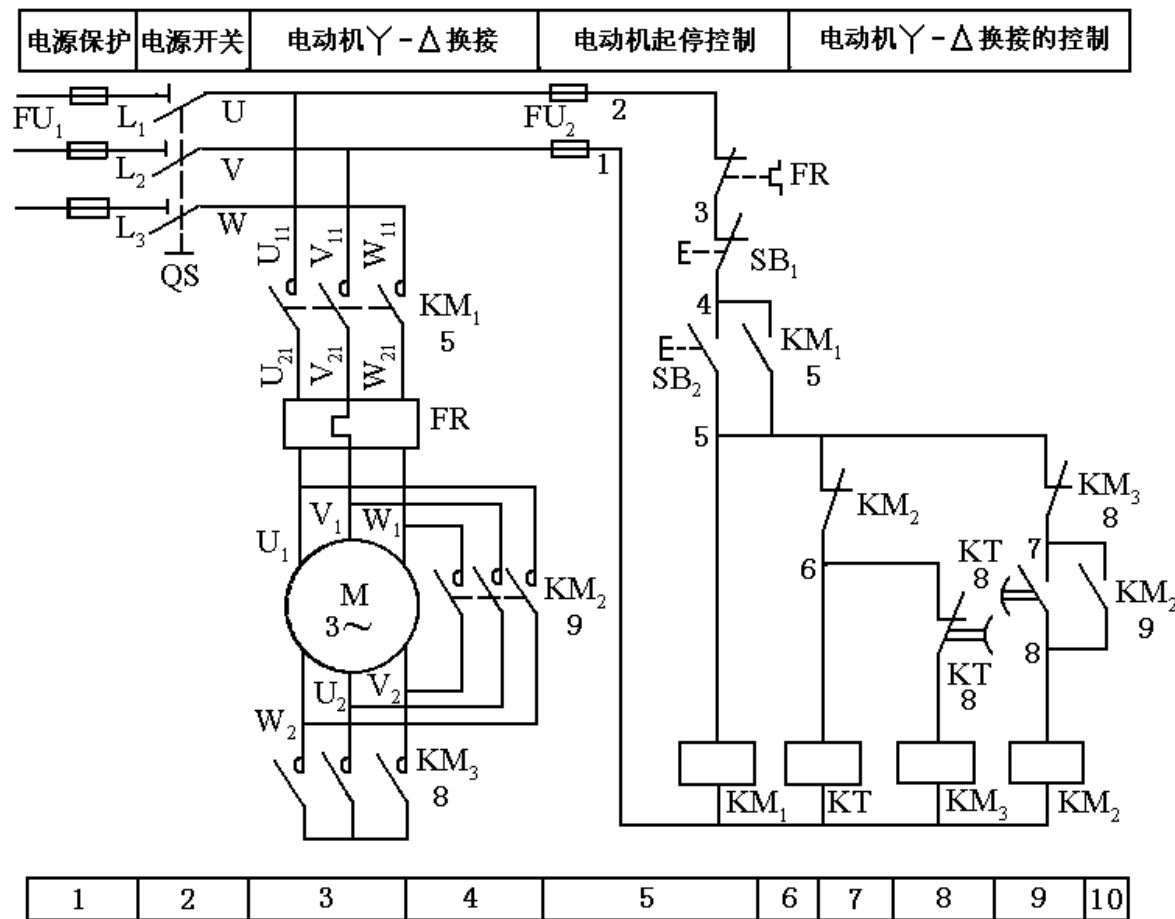 电源保护 电源开关 电动机Y-Δ换接 电动机起停控制 电动机Y-Δ换接的控制
FU₁ L₁ U FU₂ 2
L₂ V 1
L₃ W
QS
FR
3
SB₁
U₁₁ V₁₁ W₁₁
KM₁
5
4
SB₂
KM₁
5
U₂₁ V₂₁ W₂₁
FR
5
KM₂
KM₃
8
V₁ W₁
U₁
6
KT
8
7
M
3~
KM₂
9
KM₂
9
KT
8
8
U₂ V₂
W₂
KM₃
8
KM₁ KT KM₃ KM₂
1 2 3 4 5 6 7 8 9 10